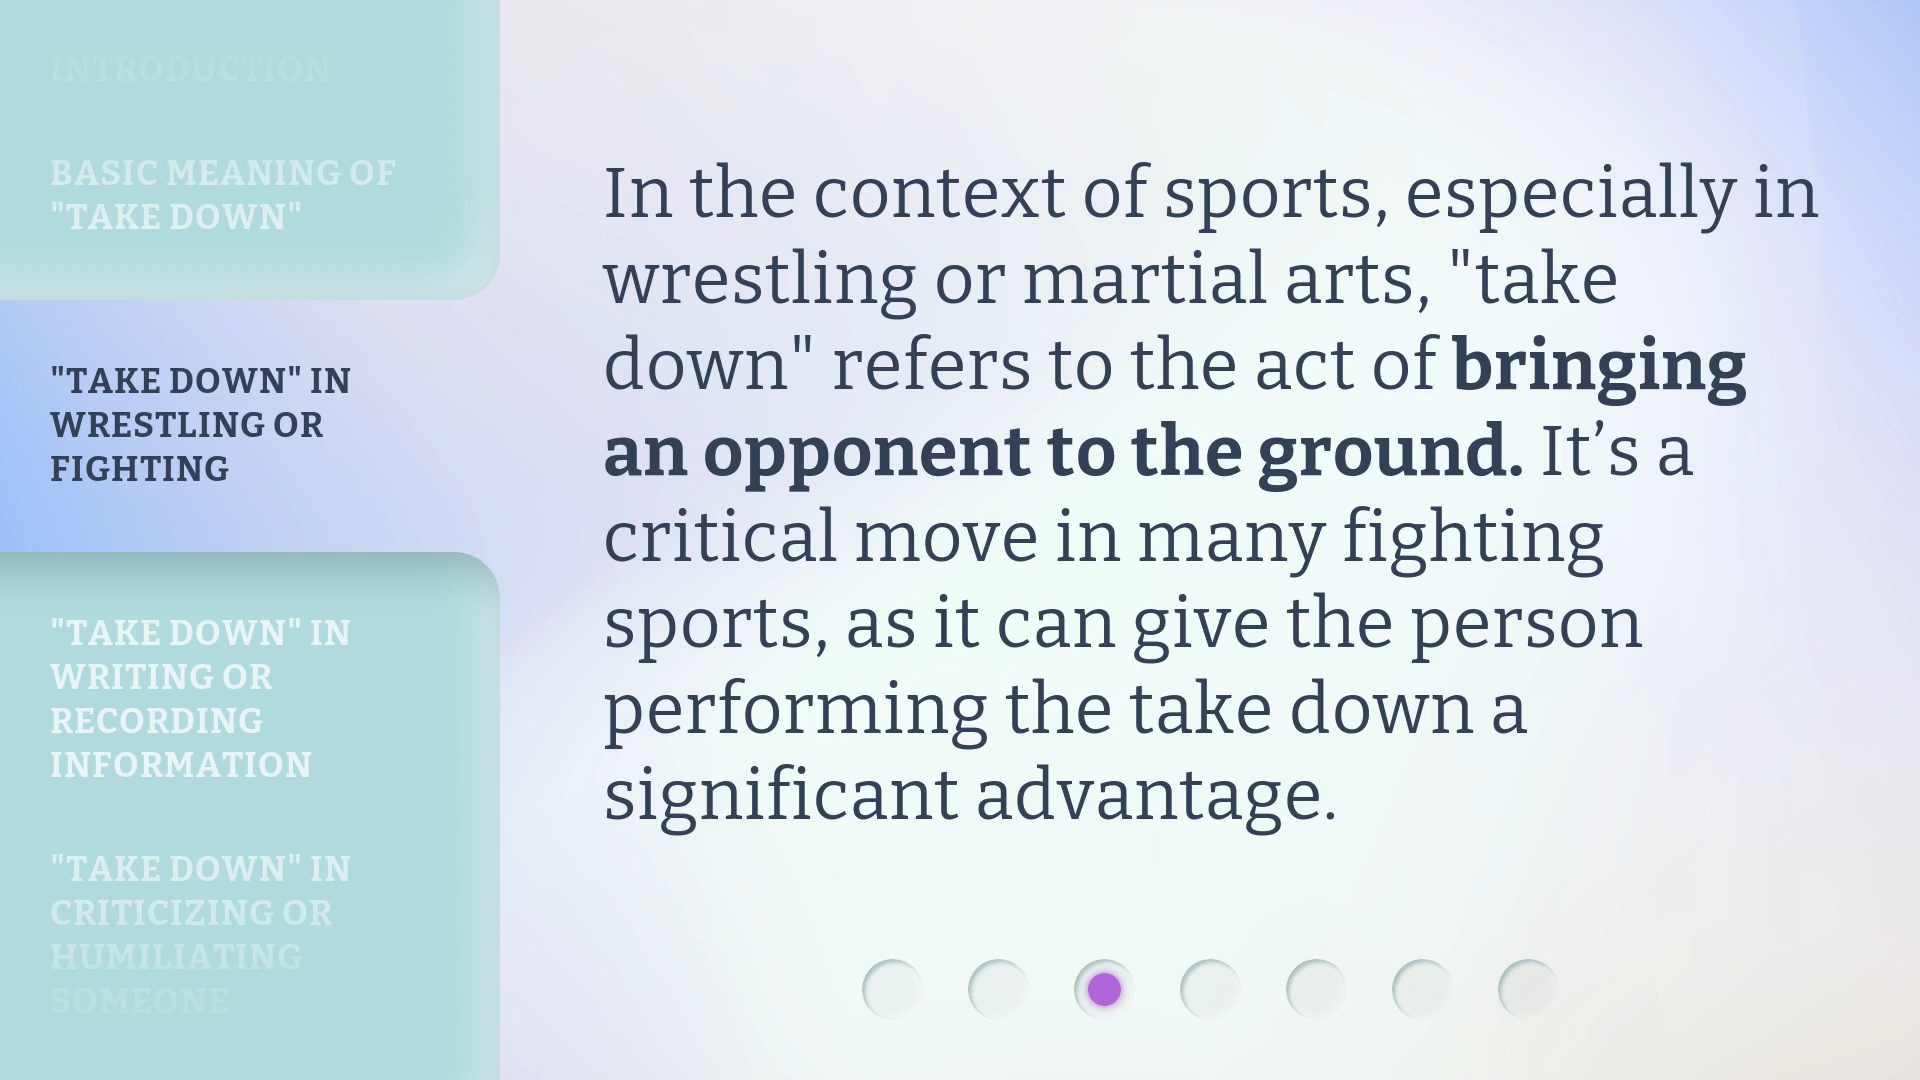 INTRODUCTION
BASIC MEANING OF
"TAKE DOWN"
"TAKE DOWN" IN
WRESTLING OR
FIGHTING
"TAKE DOWN" IN
WRITING OR
RECORDING
INFORMATION
"TAKE DOWN" IN
CRITICIZING OR
HUMILIATING
SOMEONE
In the context of sports, especially in
wrestling or martial arts, "take
down" refers to the act of bringing
an opponent to the ground. It’s a
critical move in many fighting
sports, as it can give the person
performing the take down a
significant advantage.